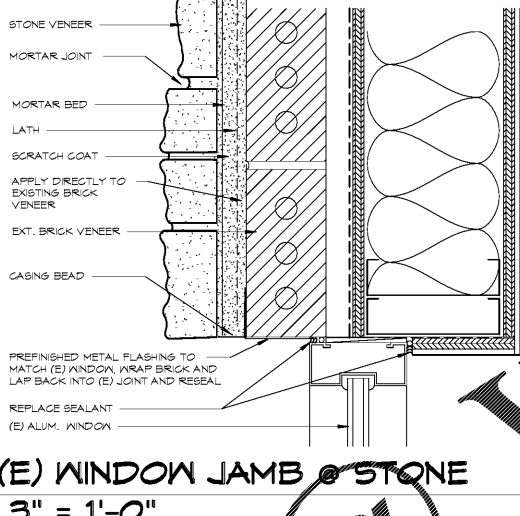 STONE VENEER
MORTAR JOINT
MORTAR BED
LATH
SCRATCH COAT
APPLY DIRECTLY TO
EXISTING BRICK
VENEER
EXT. BRICK VENEER
CASING BEAD
PREFINISHED METAL FLASHING TO
MATCH (E) WINDOW, WRAP BRICK AND
LAP BACK INTO (E) JOINT AND RESEAL
REPLACE SEALANT
(E) ALUM. WINDOW
(E) WINDOW JAMB @ STONE
3" = 1'-0"